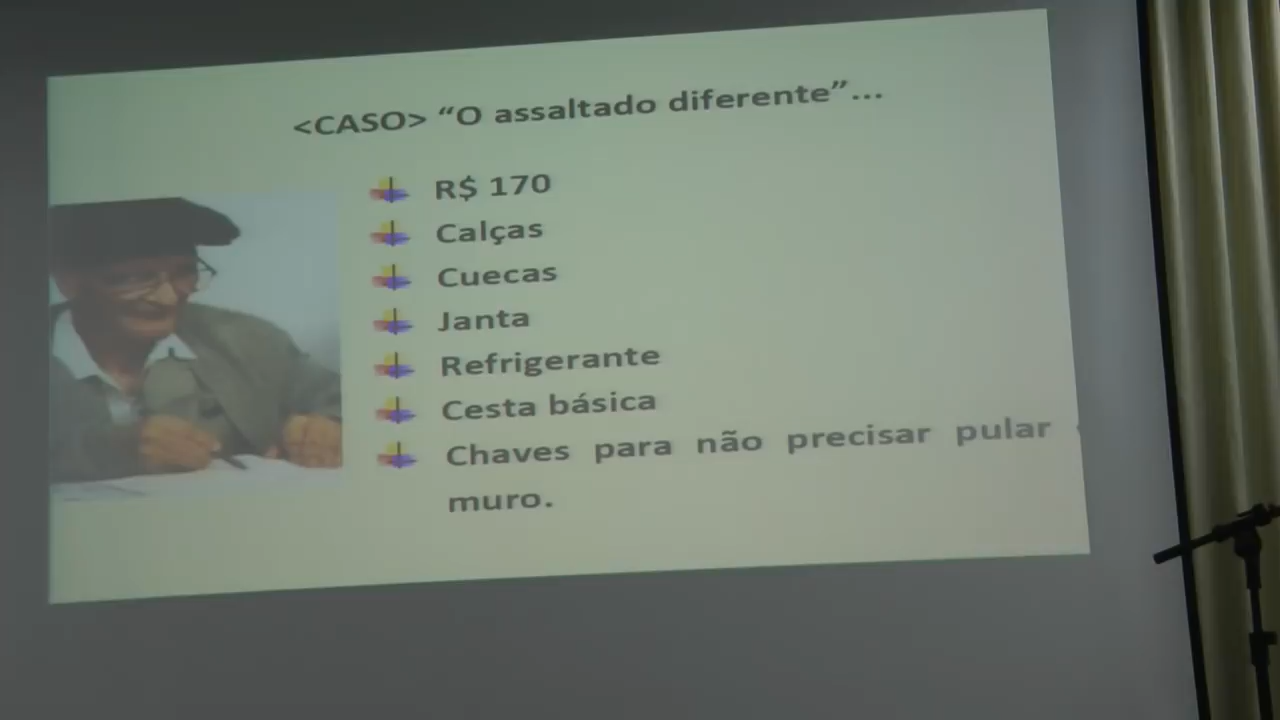 <CASO> “O assaltado diferente”...
R$ 170
Calças
Cuecas
Janta
Refrigerante
Cesta básica
Chaves para não precisar pular
muro.